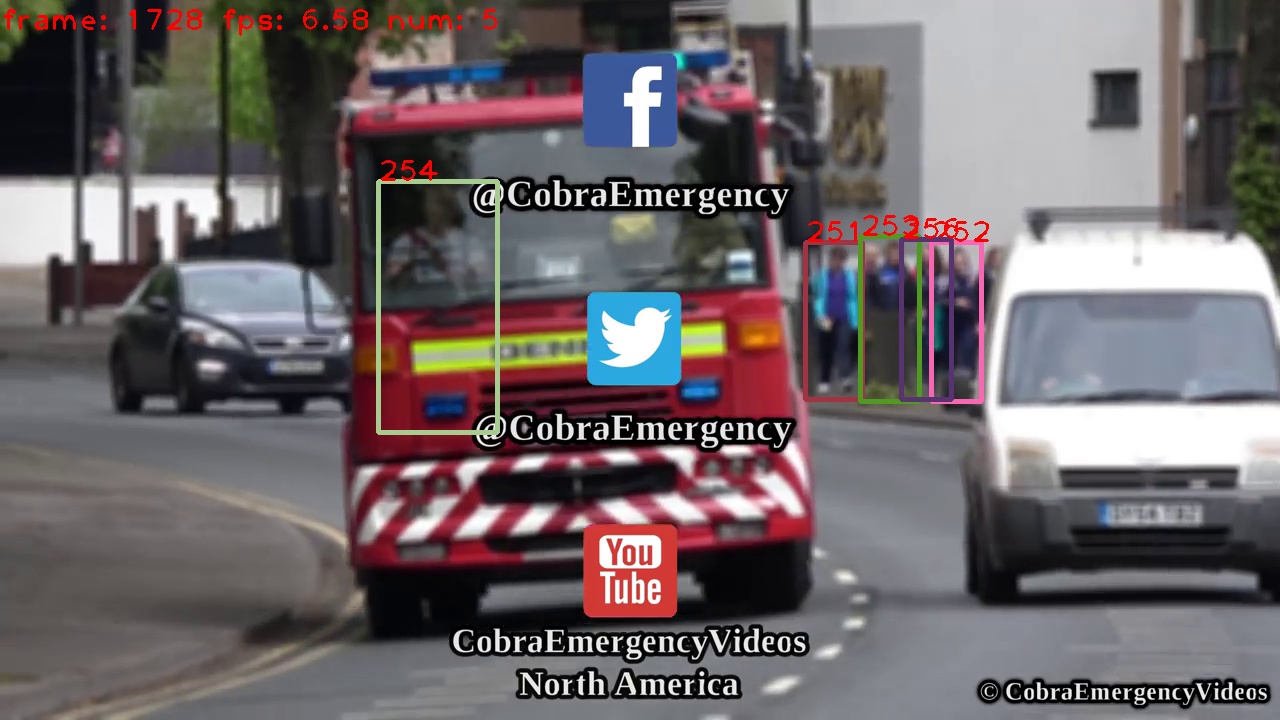 frame: 1728 fps: 6.58 num: 5
254
@CobraEmergency
251
253
256
252
@CobraEmergency
You
Tube
CobraEmergencyVideos
North America
© CobraEmergencyVideos